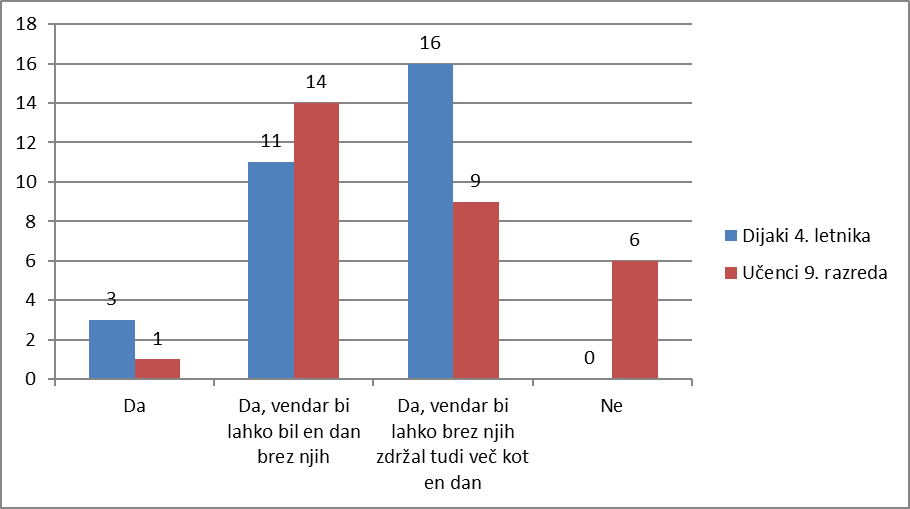 18
16
14
12
10
8
6
4
2
0
3
1
11
14
16
9
0
6
Da
Da, vendar bi
lahko bil en dan
brez njih
Da, vendar bi
lahko brez njih
zdržal tudi več kot
en dan
Ne
Dijaki 4. letnika
Učenci 9. razreda